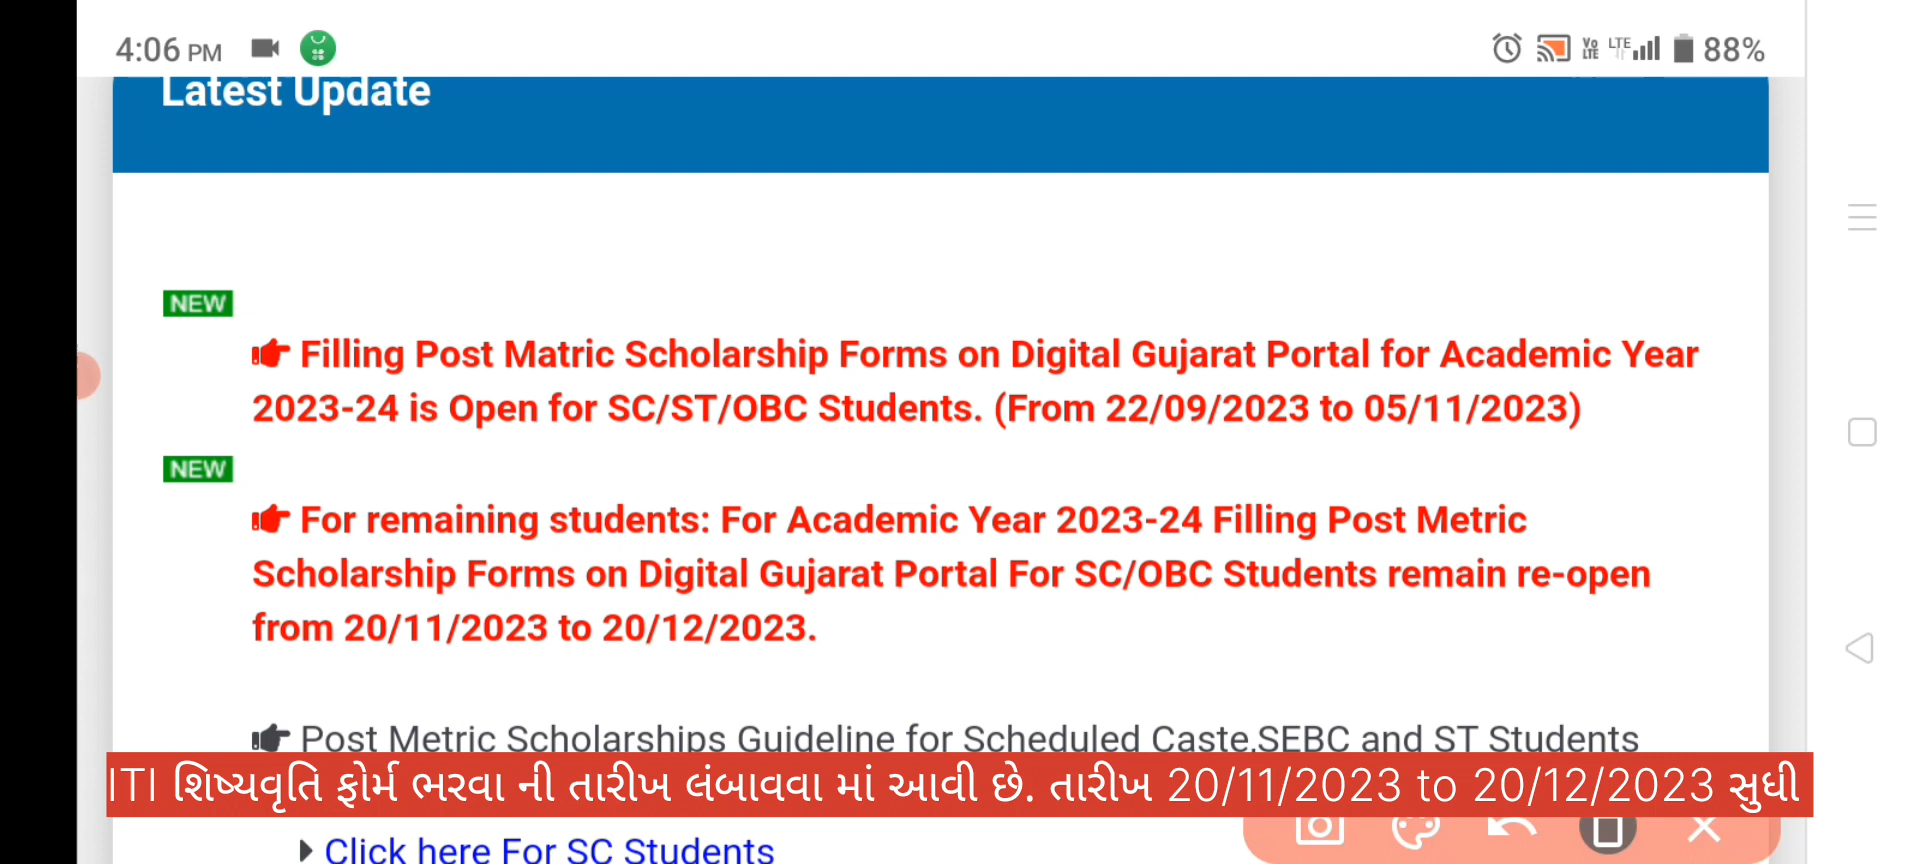 4:06 PM
Vo LTE LTE 88%
Latest Update
NEW
Filling Post Matric Scholarship Forms on Digital Gujarat Portal for Academic Year
2023-24 is Open for SC/ST/OBC Students. (From 22/09/2023 to 05/11/2023)
NEW
For remaining students: For Academic Year 2023-24 Filling Post Metric
Scholarship Forms on Digital Gujarat Portal For SC/OBC Students remain re-open
from 20/11/2023 to 20/12/2023.
Post Metric Scholarships Guideline for Scheduled Caste,SEBC and ST Students
ITI શિષ્યવૃતિ ફોર્મ ભરવા ની તારીખ લંબાવવા માં આવી છે. તારીખ 20/11/2023 to 20/12/2023 સુધી
Click here For SC Students